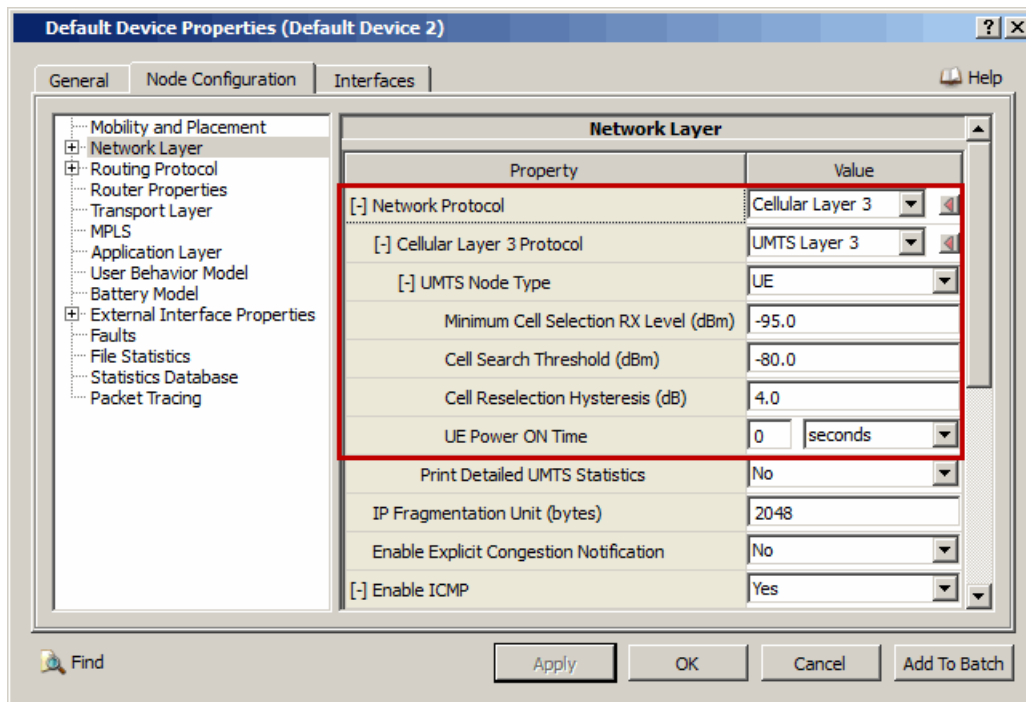 Default Device Properties (Default Device 2)
General Node Configuration Interfaces Help
Mobility and Placement
Network Layer
Routing Protocol
Router Properties
Transport Layer
MPLS
Application Layer
User Behavior Model
Battery Model
External Interface Properties
Faults
File Statistics
Statistics Database
Packet Tracing
Network Layer
Property Value
[-] Network Protocol Cellular Layer 3
[-] Cellular Layer 3 Protocol UMTS Layer 3
[-] UMTS Node Type UE
Minimum Cell Selection RX Level (dBm) -95.0
Cell Search Threshold (dBm) -80.0
Cell Reselection Hysteresis (dB) 4.0
UE Power ON Time 0 seconds
Print Detailed UMTS Statistics No
IP Fragmentation Unit (bytes) 2048
Enable Explicit Congestion Notification No
[-] Enable ICMP Yes
Find Apply OK Cancel Add To Batch